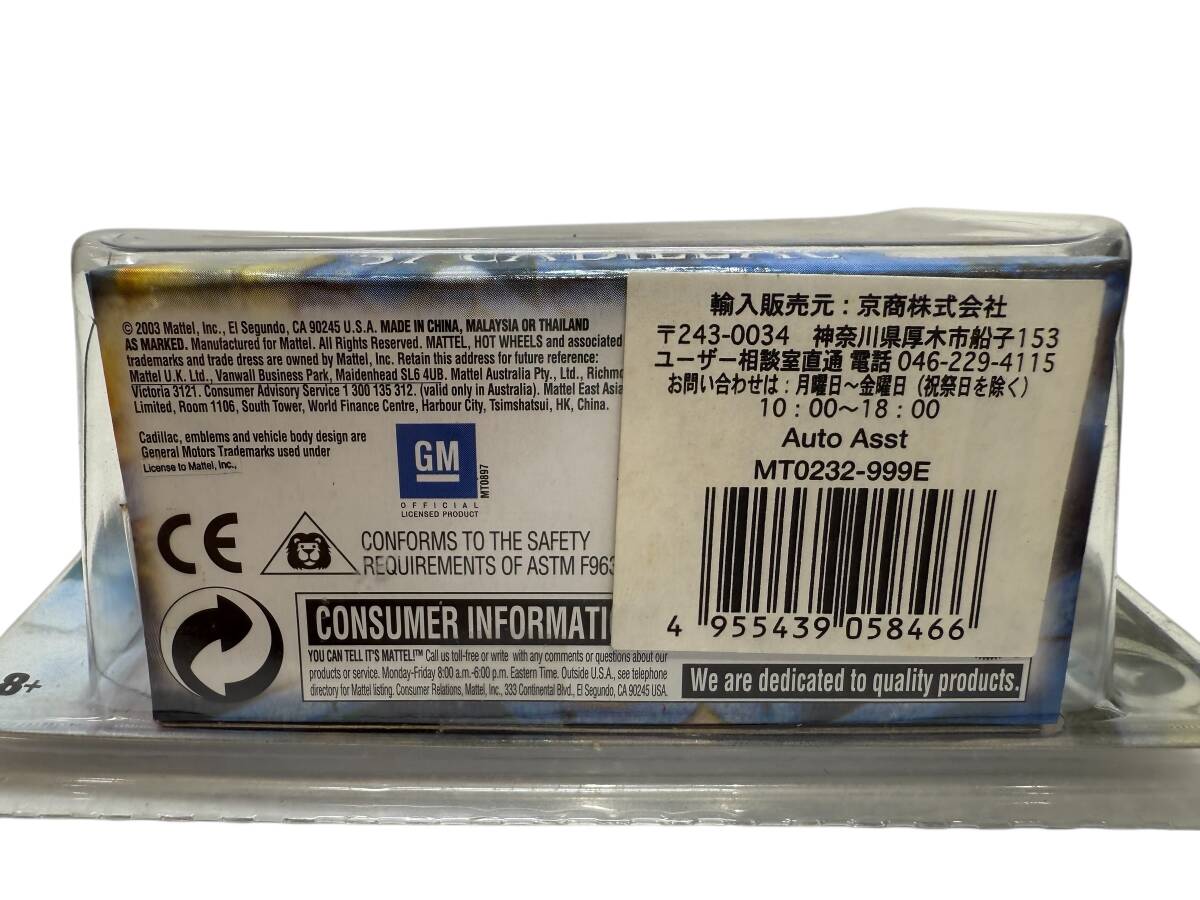 57 CADILLAC
© 2003 Mattel, Inc., El Segundo, CA 90245 U.S.A. MADE IN CHINA, MALAYSIA OR THAILAND
AS MARKED. Manufactured for Mattel. All Rights Reserved. MATTEL, HOT WHEELS and associated
trademarks and trade dress are owned by Mattel, Inc. Retain this address for future reference:
Mattel U.K. Ltd., Vanwall Business Park, Maidenhead SL6 4UB. Mattel Australia Pty., Ltd., Richmo
Victoria 3121. Consumer Advisory Service 1 300 135 312. (valid only in Australia). Mattel East Asia
Limited, Room 1106, South Tower, World Finance Centre, Harbour City, Tsimshatsui, HK, China.
Cadillac, emblems and vehicle body design are
General Motors Trademarks used under
License to Mattel, Inc.,
GM
MT0897
OFFICIAL
LICENSED PRODUCT
CE
CONFORMS TO THE SAFETY
REQUIREMENTS OF ASTM F963
CONSUMER INFORMATI
YOU CAN TELL IT'S MATTEL!™ Call us toll-free or write with any comments or questions about our
products or service. Monday-Friday 8:00 a.m.-6:00 p.m. Eastern Time. Outside U.S.A., see telephone
directory for Mattel listing. Consumer Relations, Mattel, Inc., 333 Continental Blvd., El Segundo, CA 90245 USA.
We are dedicated to quality products.
輸入販売元：京商株式会社
〒243-0034 神奈川県厚木市船子153
ユーザー相談室直通 電話 046-229-4115
お問い合わせは：月曜日～金曜日（祝祭日を除く）
10：00～18：00
Auto Asst
MT0232-999E
4 955439 058466
8+